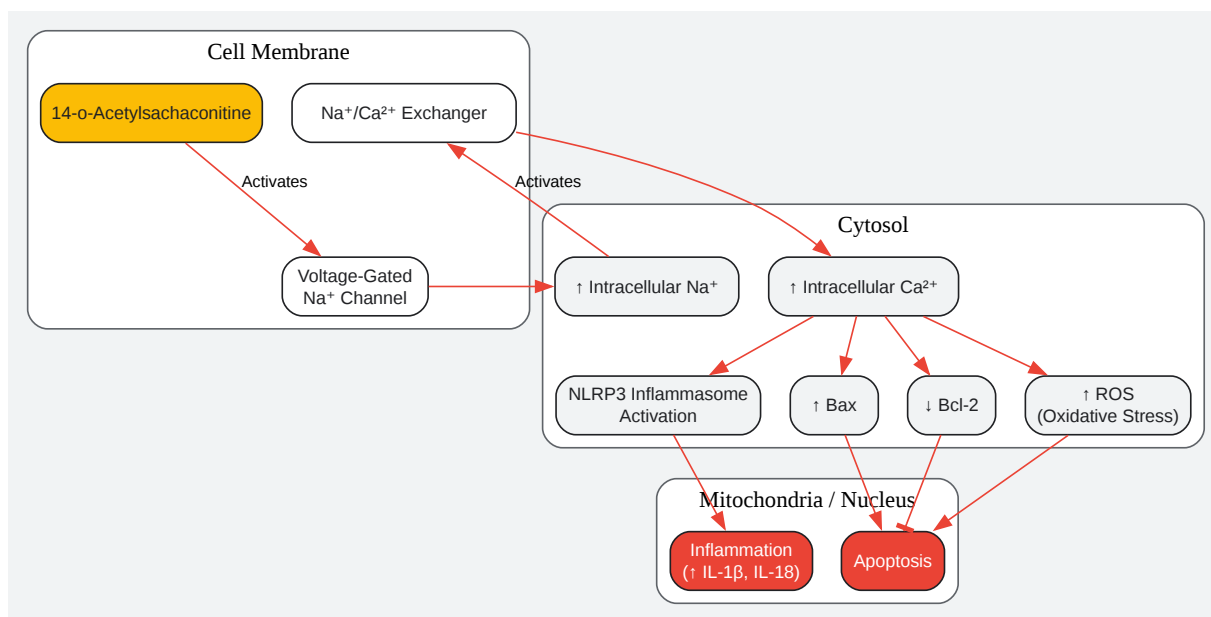 Cell Membrane
14-o-Acetylsachaconitine
Na⁺/Ca²⁺ Exchanger
Activates
Activates
Voltage-Gated
Na⁺ Channel
Cytosol
↑ Intracellular Na⁺
↑ Intracellular Ca²⁺
NLRP3 Inflammasome
Activation
↑ Bax
↓ Bcl-2
↑ ROS
(Oxidative Stress)
Mitochondria / Nucleus
Inflammation
(↑ IL-1β, IL-18)
Apoptosis